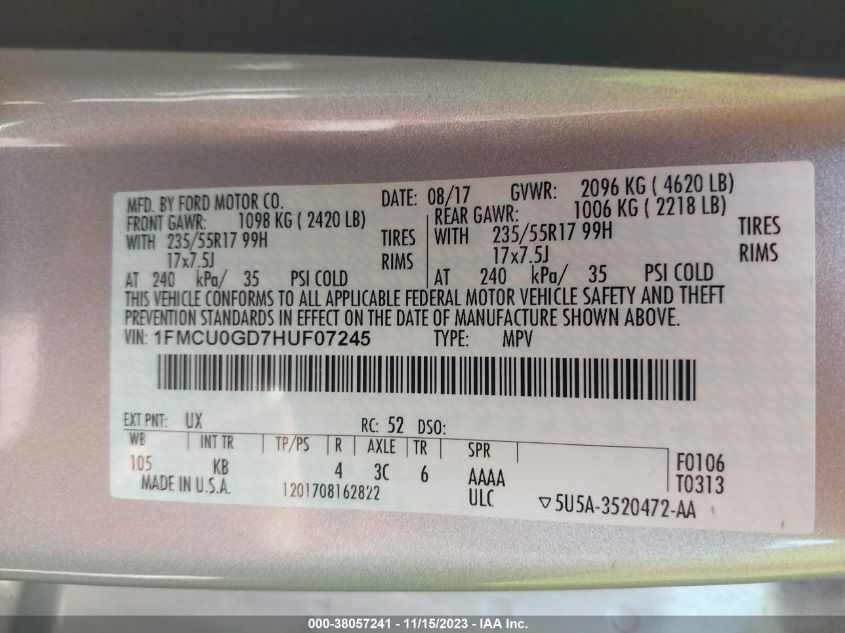 MFD. BY FORD MOTOR CO. DATE: 08/17 GVWR: 2096 KG ( 4620 LB)
FRONT GAWR: 1098 KG ( 2420 LB) REAR GAWR: 1006 KG ( 2218 LB)
WITH 235/55R17 99H TIRES WITH 235/55R17 99H TIRES
17x7.5J RIMS 17x7.5J RIMS
AT 240 kPa/ 35 PSI COLD AT 240 kPa/ 35 PSI COLD
THIS VEHICLE CONFORMS TO ALL APPLICABLE FEDERAL MOTOR VEHICLE SAFETY AND THEFT
PREVENTION STANDARDS IN EFFECT ON THE DATE OF MANUFACTURE SHOWN ABOVE.
VIN: 1FMCU0GD7HUF07245 TYPE: MPV
EXT PNT: UX RC: 52 DSO:
WB INT TR TP/PS R AXLE TR SPR
105 KB 4 3C 6 AAAA F0106
MADE IN U.S.A. 1201708162822 ULC T0313
▽5U5A-3520472-AA
000-38057241 - 11/15/2023 - IAA Inc.